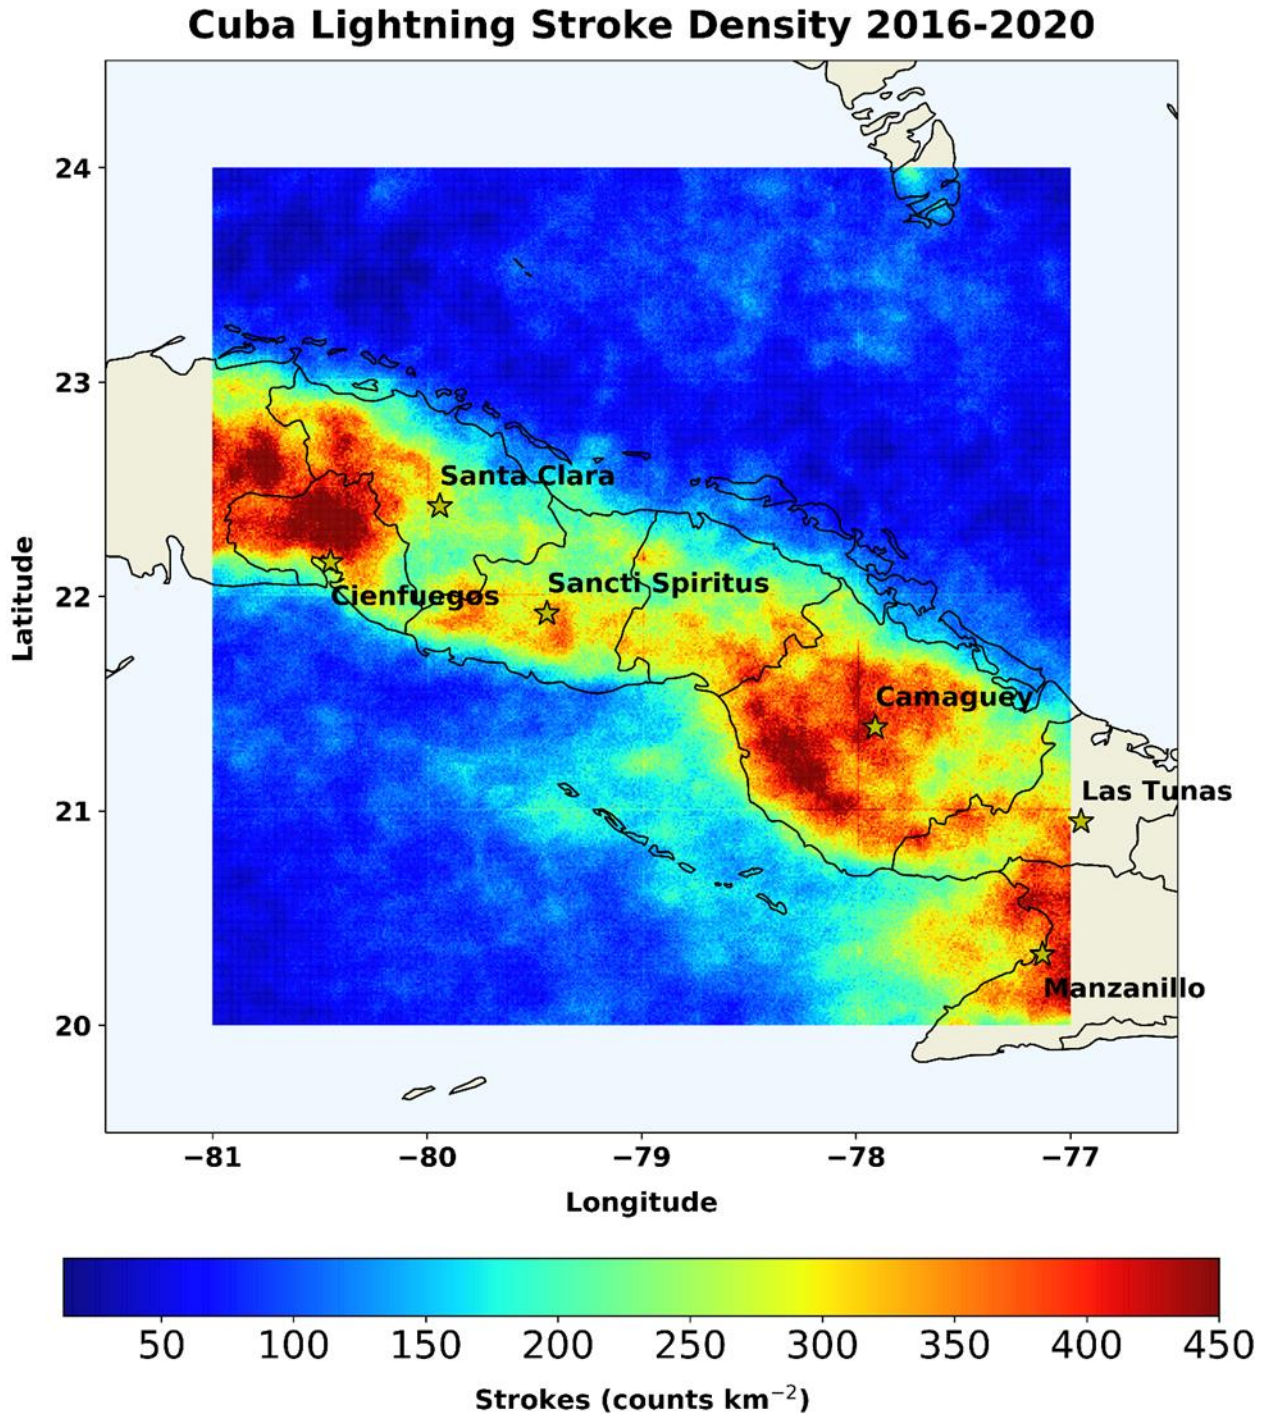 Cuba Lightning Stroke Density 2016-2020
24
23
Santa Clara
Sancti Spiritus
22
Cienfuegos
Camaguey
Las Tunas
21
Manzanillo
20
Latitude
−81 −80 −79 −78 −77
Longitude
50 100 150 200 250 300 350 400 450
Strokes (counts km⁻²)